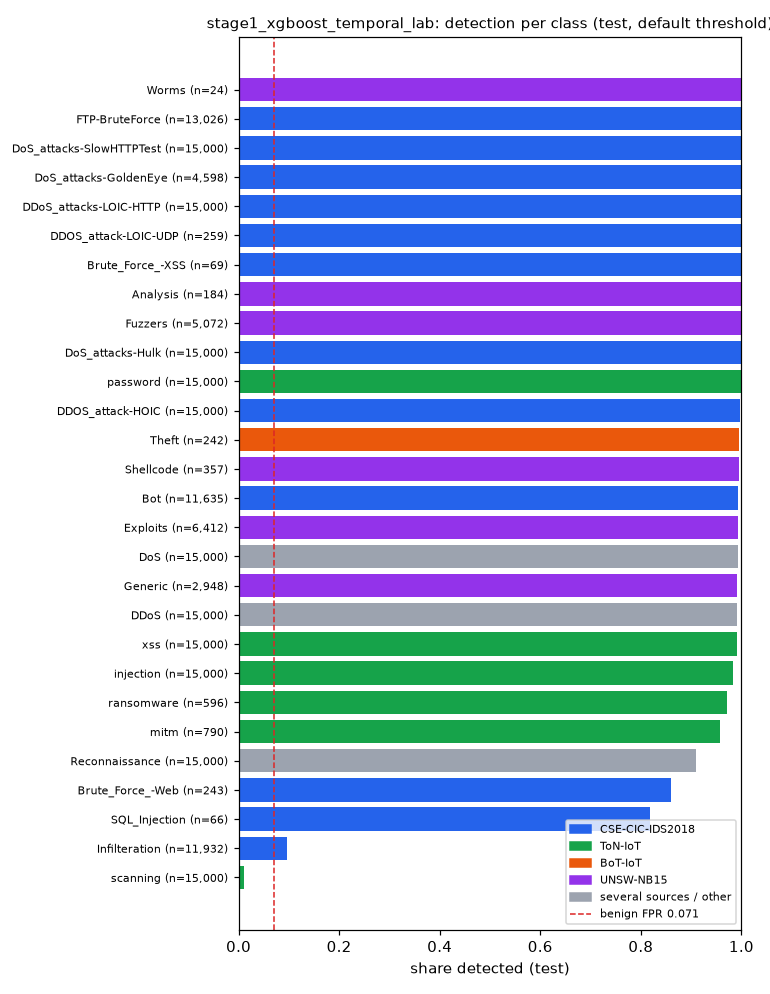 stage1_xgboost_temporal_lab: detection per class (test, default threshold)
Worms (n=24)
FTP-BruteForce (n=13,026)
DoS_attacks-SlowHTTPTest (n=15,000)
DoS_attacks-GoldenEye (n=4,598)
DDoS_attacks-LOIC-HTTP (n=15,000)
DDOS_attack-LOIC-UDP (n=259)
Brute_Force_-XSS (n=69)
Analysis (n=184)
Fuzzers (n=5,072)
DoS_attacks-Hulk (n=15,000)
password (n=15,000)
DDOS_attack-HOIC (n=15,000)
Theft (n=242)
Shellcode (n=357)
Bot (n=11,635)
Exploits (n=6,412)
DoS (n=15,000)
Generic (n=2,948)
DDoS (n=15,000)
xss (n=15,000)
injection (n=15,000)
ransomware (n=596)
mitm (n=790)
Reconnaissance (n=15,000)
Brute_Force_-Web (n=243)
SQL_Injection (n=66)
Infilteration (n=11,932)
scanning (n=15,000)
CSE-CIC-IDS2018
ToN-IoT
BoT-IoT
UNSW-NB15
several sources / other
benign FPR 0.071
0.0 0.2 0.4 0.6 0.8 1.0
share detected (test)